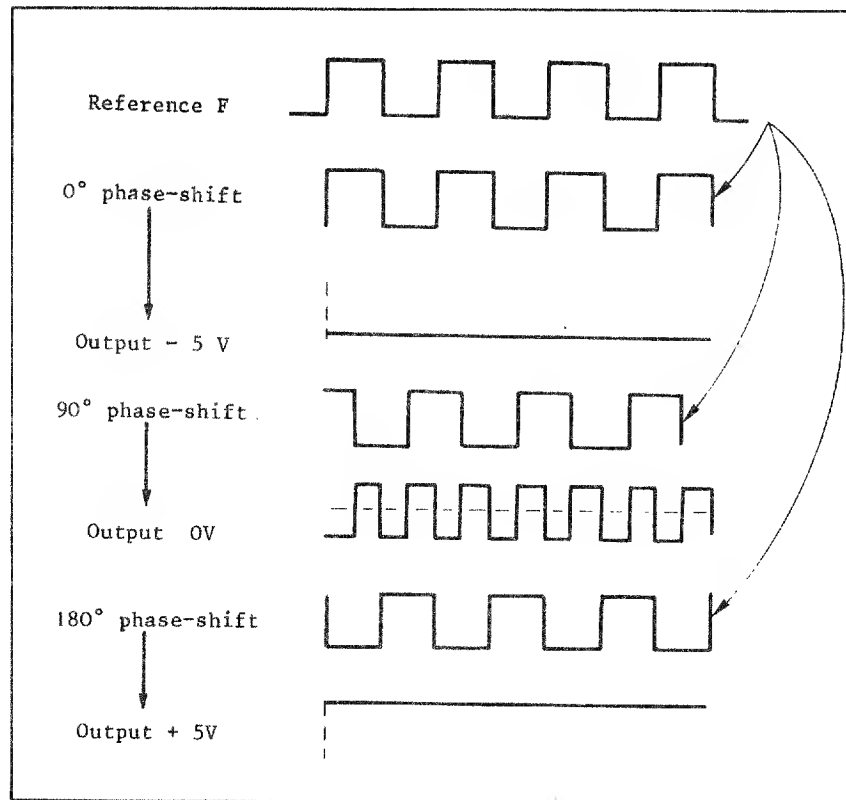 Reference F
0° phase-shift
Output - 5 V
90° phase-shift
Output 0V
180° phase-shift
Output + 5V